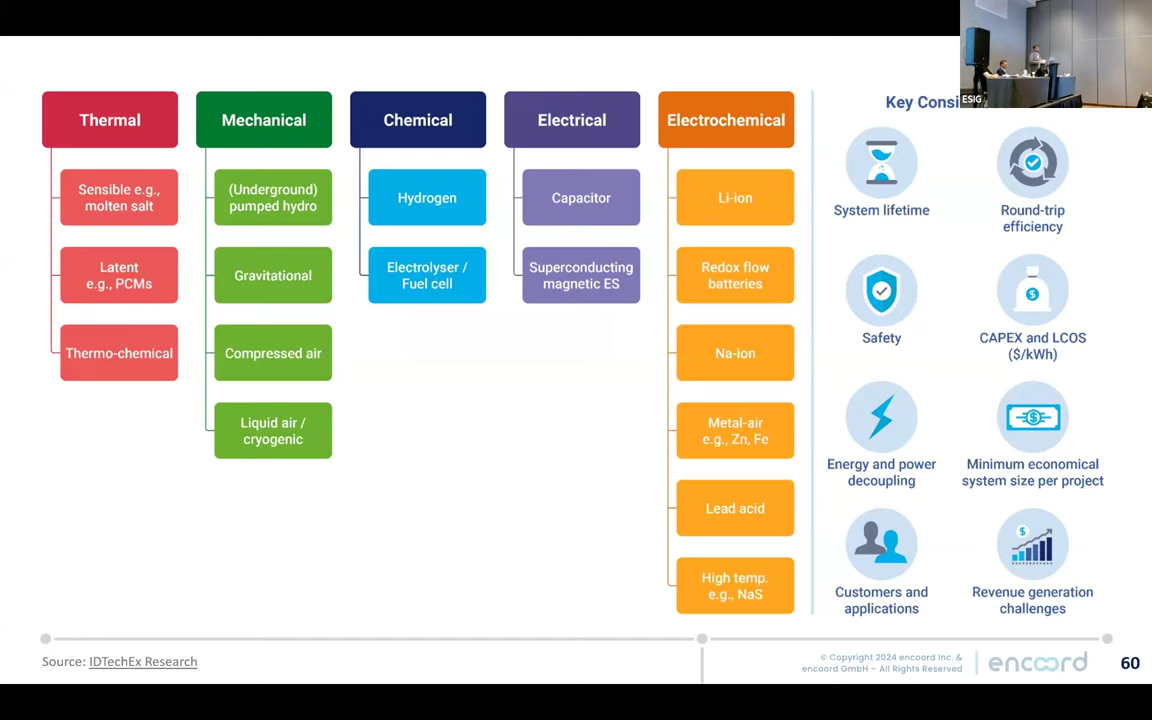 ESIG
Thermal
Sensible e.g.,
molten salt
Latent
e.g., PCMs
Thermo-chemical
Mechanical
(Underground)
pumped hydro
Gravitational
Compressed air
Liquid air /
cryogenic
Chemical
Hydrogen
Electrolyser /
Fuel cell
Electrical
Capacitor
Superconducting
magnetic ES
Electrochemical
Li-ion
Redox flow
batteries
Na-ion
Metal-air
e.g., Zn, Fe
Lead acid
High temp.
e.g., NaS
Key Consi
System lifetime
Round-trip
efficiency
Safety
CAPEX and LCOS
($/kWh)
Energy and power
decoupling
Minimum economical
system size per project
Customers and
applications
Revenue generation
challenges
Source: IDTechEx Research
© Copyright 2024 encoord Inc. &
encoord GmbH – All Rights Reserved
encoord
60